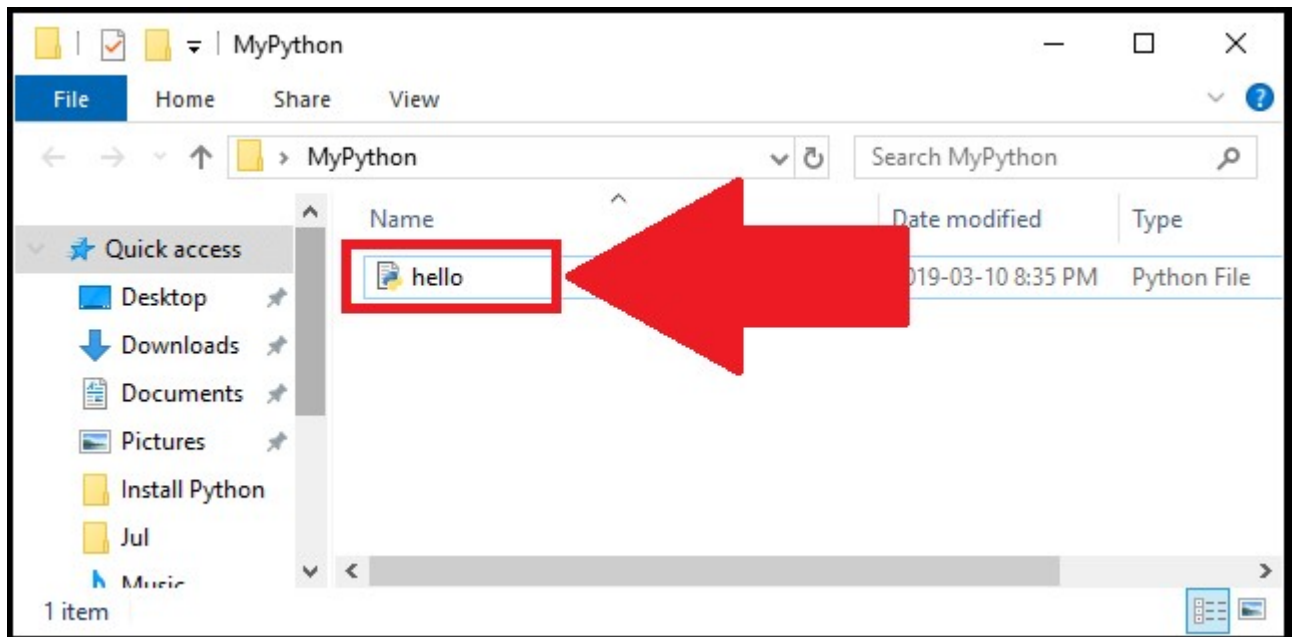 MyPython
File Home Share View
MyPython Search MyPython
Name Date modified Type
Quick access
hello 019-03-10 8:35 PM Python File
Desktop
Downloads
Documents
Pictures
Install Python
Jul
Music
1 item